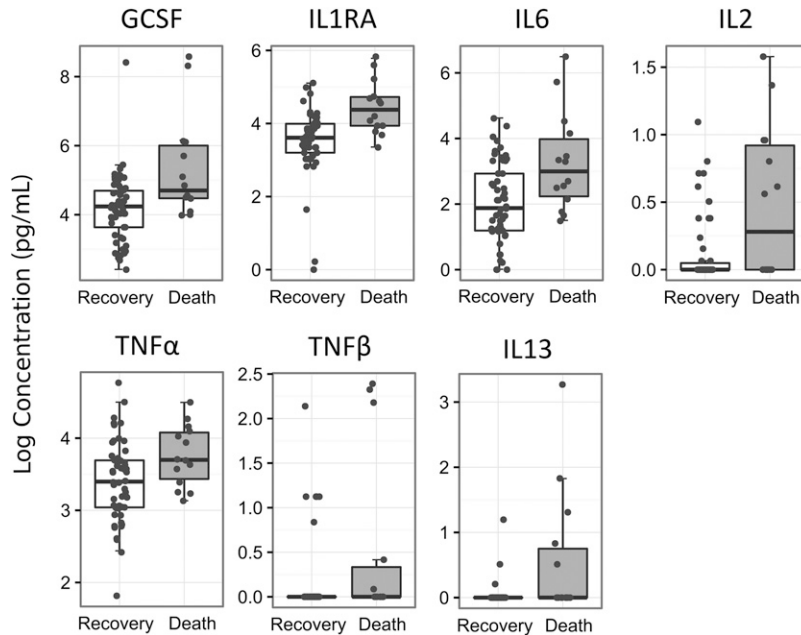 GCSF IL1RA IL6 IL2
8
6
4
Recovery Death
6
4
2
0
Recovery Death
6
4
2
0
Recovery Death
1.5
1.0
0.5
0.0
Recovery Death
Log Concentration (pg/mL)
TNFα TNFβ IL13
4
3
2
Recovery Death
2.5
2.0
1.5
1.0
0.5
0.0
Recovery Death
3
2
1
0
Recovery Death